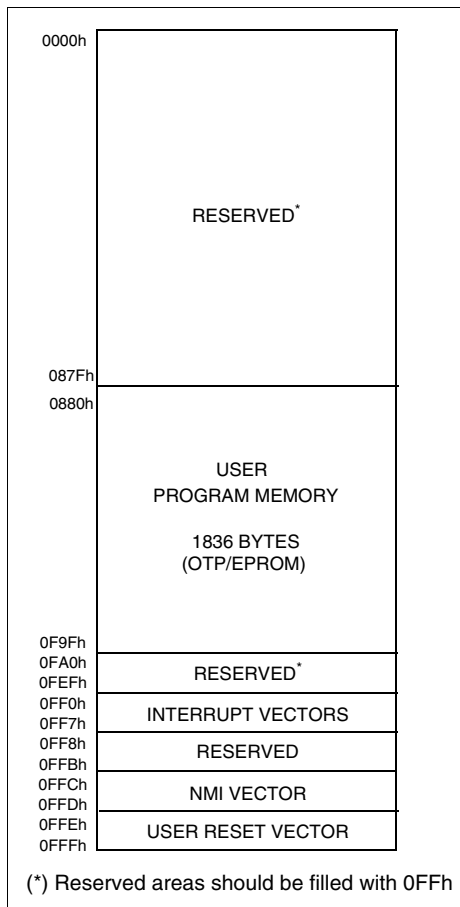 0000h
RESERVED*
087Fh
0880h
USER
PROGRAM MEMORY
1836 BYTES
(OTP/EPROM)
0F9Fh
0FA0h
RESERVED*
0FEFh
0FF0h
INTERRUPT VECTORS
0FF7h
0FF8h
RESERVED
0FFBh
0FFCh
NMI VECTOR
0FFDh
0FFEh
USER RESET VECTOR
0FFFh
(*) Reserved areas should be filled with 0FFh